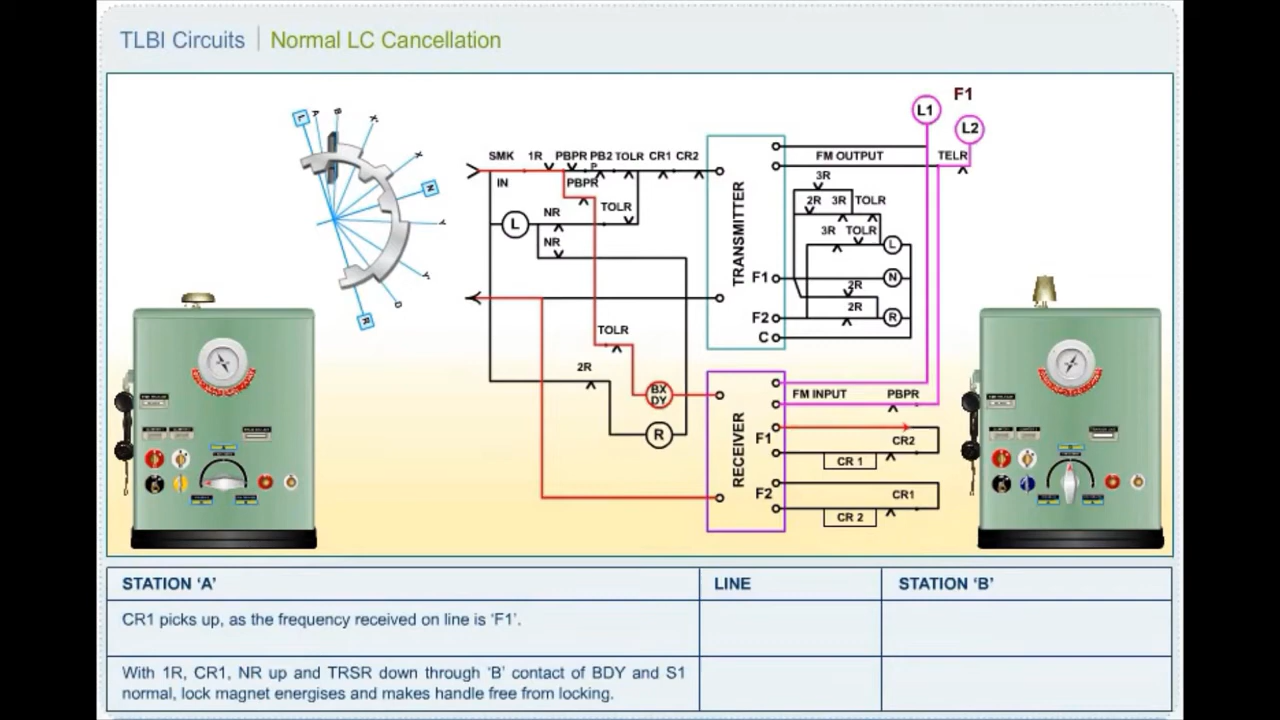 TLBI Circuits | Normal LC Cancellation
L A B X' X N Y Y' D R
L1 F1
L2
SMK 1R PBPR PB2 TOLR CR1 CR2
P
FM OUTPUT TELR
IN PBPR
3R
2R 3R TOLR
NR TOLR
L
3R TOLR L
NR
TRANSMITTER
F1 N
2R
2R
F2 R
TOLR
C
2R
BX
DY
FM INPUT PBPR
R
RECEIVER
F1
CR2
CR 1
F2
CR1
CR 2
STATION ‘A’ LINE STATION ‘B’
CR1 picks up, as the frequency received on line is ‘F1’.
With 1R, CR1, NR up and TRSR down through ‘B’ contact of BDY and S1
normal, lock magnet energises and makes handle free from locking.